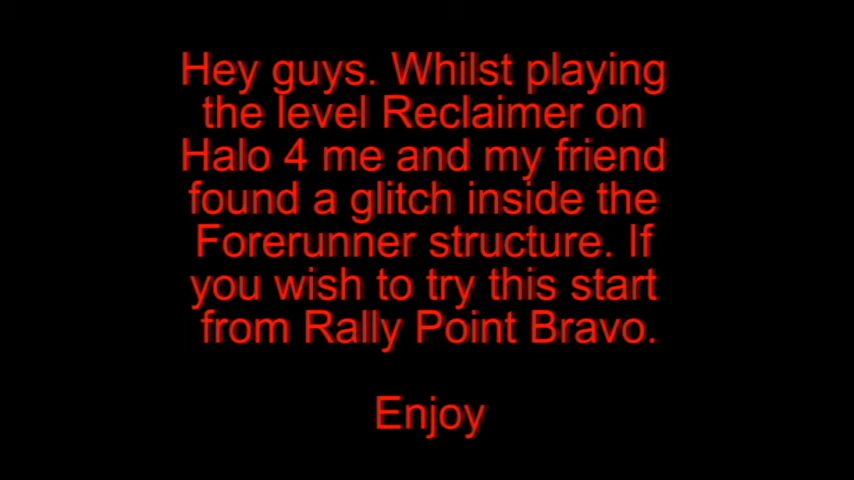 Hey guys. Whilst playing
the level Reclaimer on
Halo 4 me and my friend
found a glitch inside the
Forerunner structure. If
you wish to try this start
from Rally Point Bravo.
Enjoy